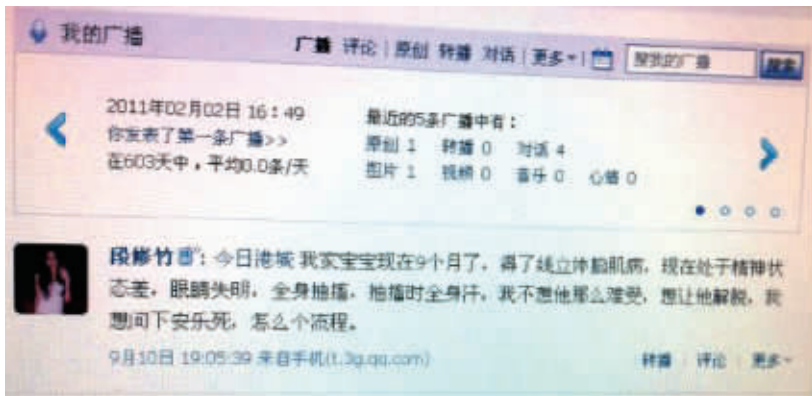 我的广播
广播 评论 | 原创 转播 对话 | 更多 | 搜我的广播 搜索
2011年02月02日 16:49
你发表了第一条广播>>
在603天中，平均0.0条/天
最近的5条广播中有：
原创 1 转播 0 对话 4
图片 1 视频 0 音乐 0 心情 0
段修竹：今日港城 我家宝宝现在9个月了，得了线立体脑肌病，现在处于精神状
态差，眼睛失明，全身抽搐，抽搐时全身汗，我不想他那么难受，想让他解脱，我
想问下安乐死，怎么个流程。
9月10日 19:05:39 来自手机(t.3g.qq.com)
转播 | 评论 | 更多